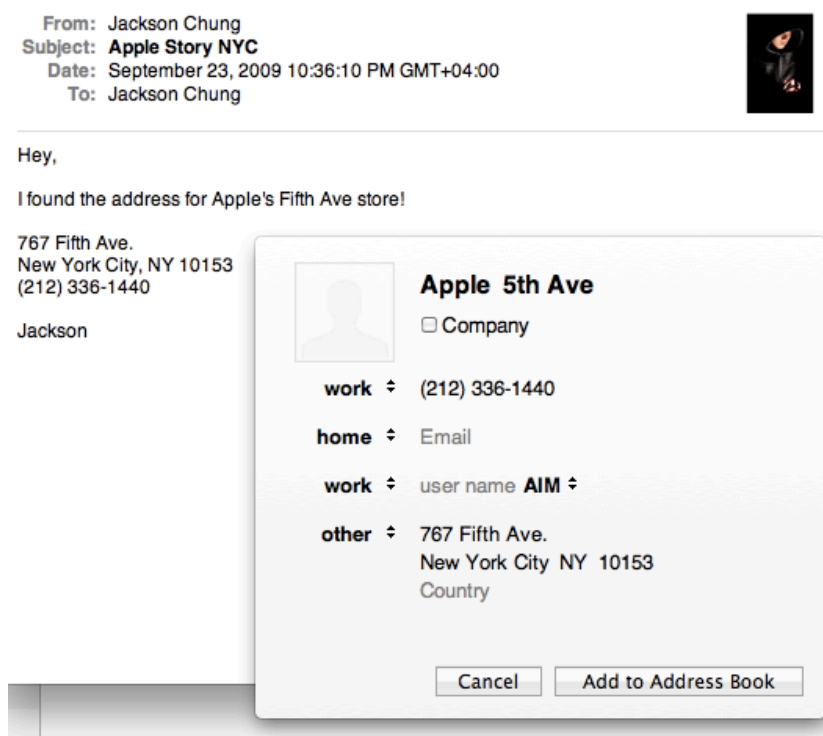 From: Jackson Chung
Subject: Apple Story NYC
Date: September 23, 2009 10:36:10 PM GMT+04:00
To: Jackson Chung
Hey,
I found the address for Apple's Fifth Ave store!
767 Fifth Ave.
New York City, NY 10153
(212) 336-1440
Jackson
Apple 5th Ave
Company
work (212) 336-1440
home Email
work user name AIM
other 767 Fifth Ave.
New York City NY 10153
Country
Cancel Add to Address Book